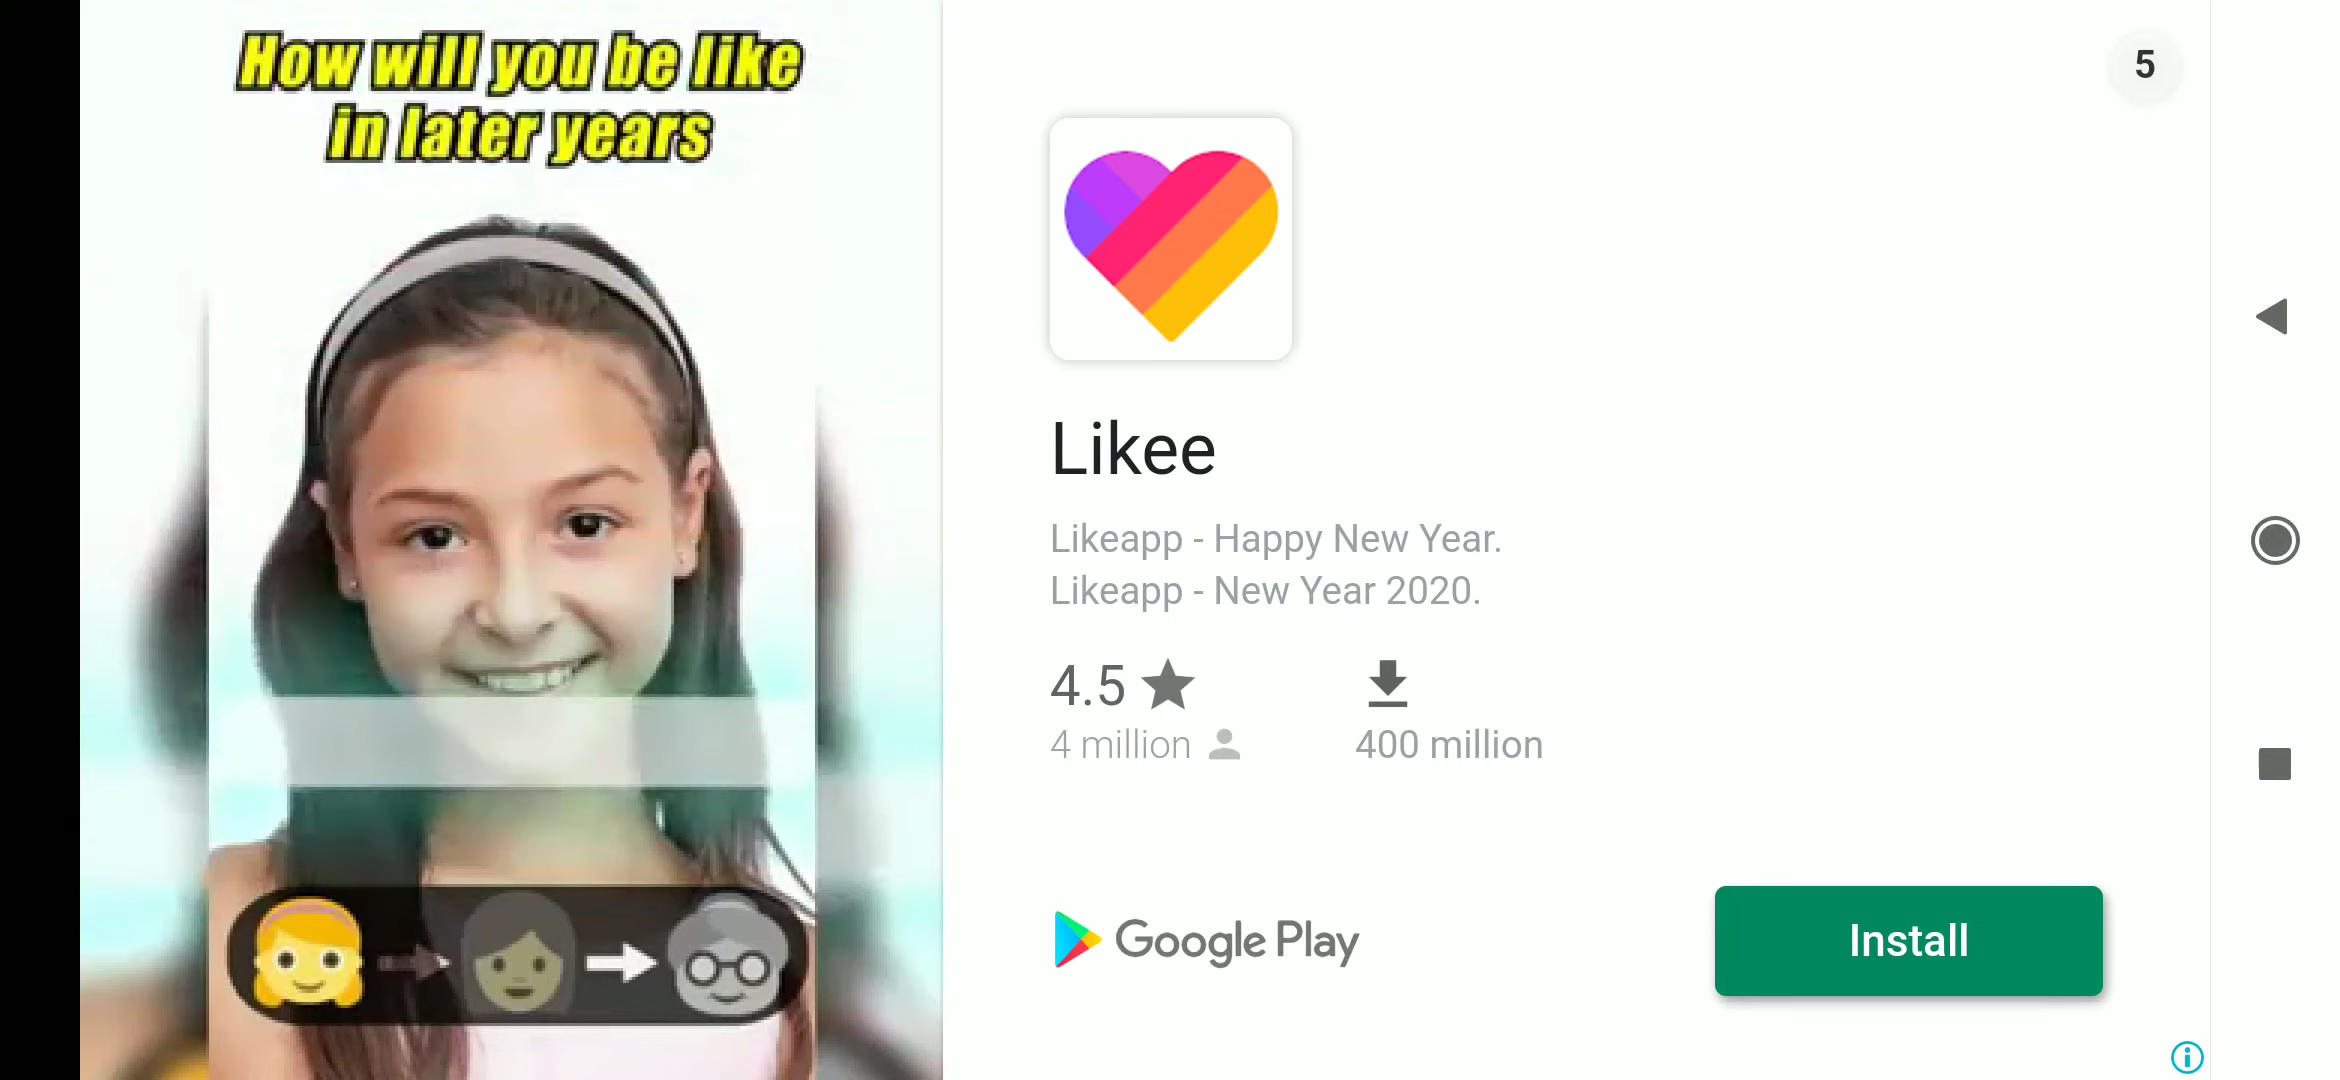 How will you be like
in later years
5
Likee
Likeapp - Happy New Year.
Likeapp - New Year 2020.
4.5
4 million
400 million
Google Play
Install